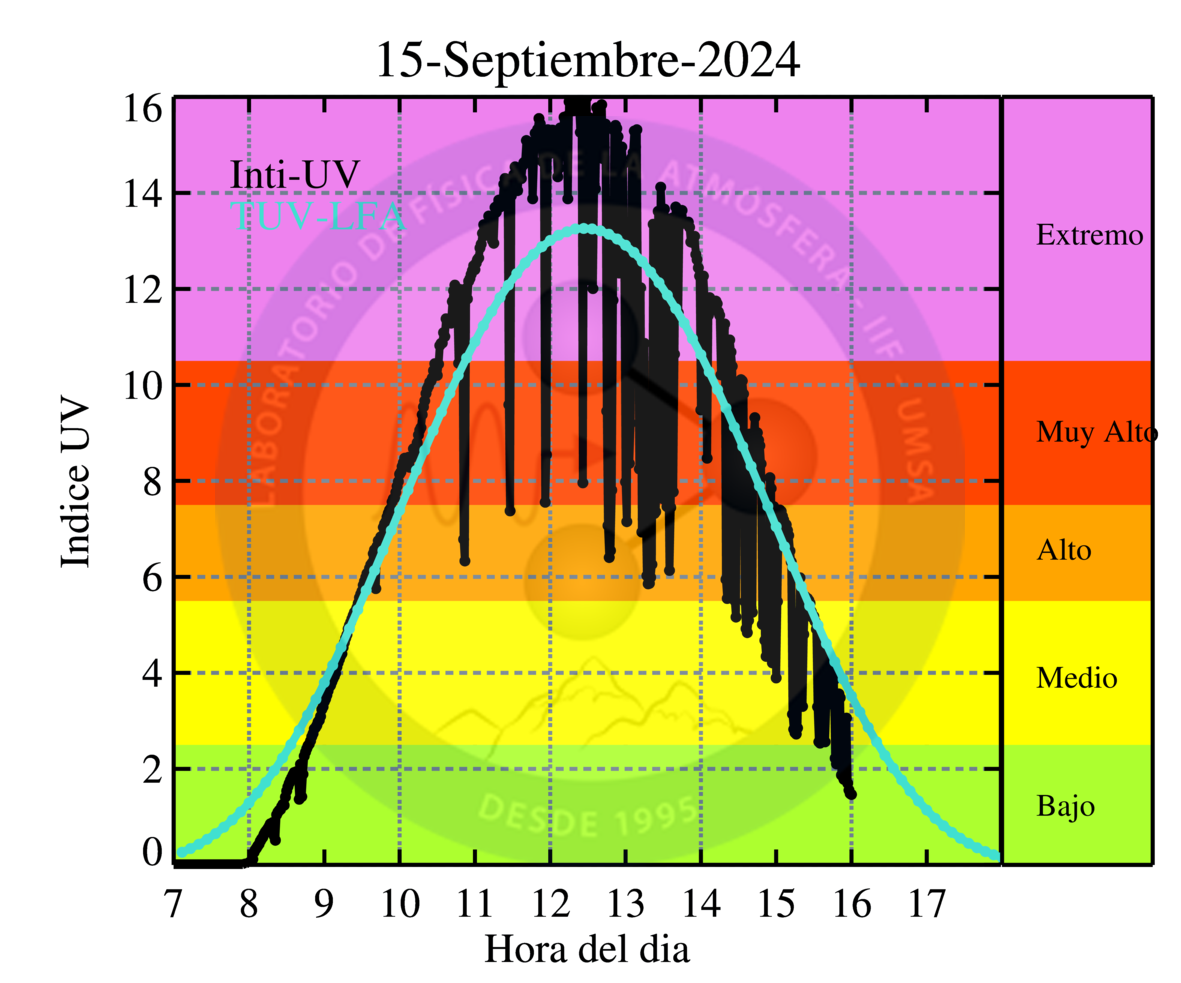 15-Septiembre-2024
Indice UV
16
14
12
10
8
6
4
2
0
Inti-UV
TUV-LFA
LABORATORIO DE FISICA DE LA ATMÓSFERA - IIF - UMSA
DESDE 1995
Extremo
Muy Alto
Alto
Medio
Bajo
7 8 9 10 11 12 13 14 15 16 17
Hora del dia